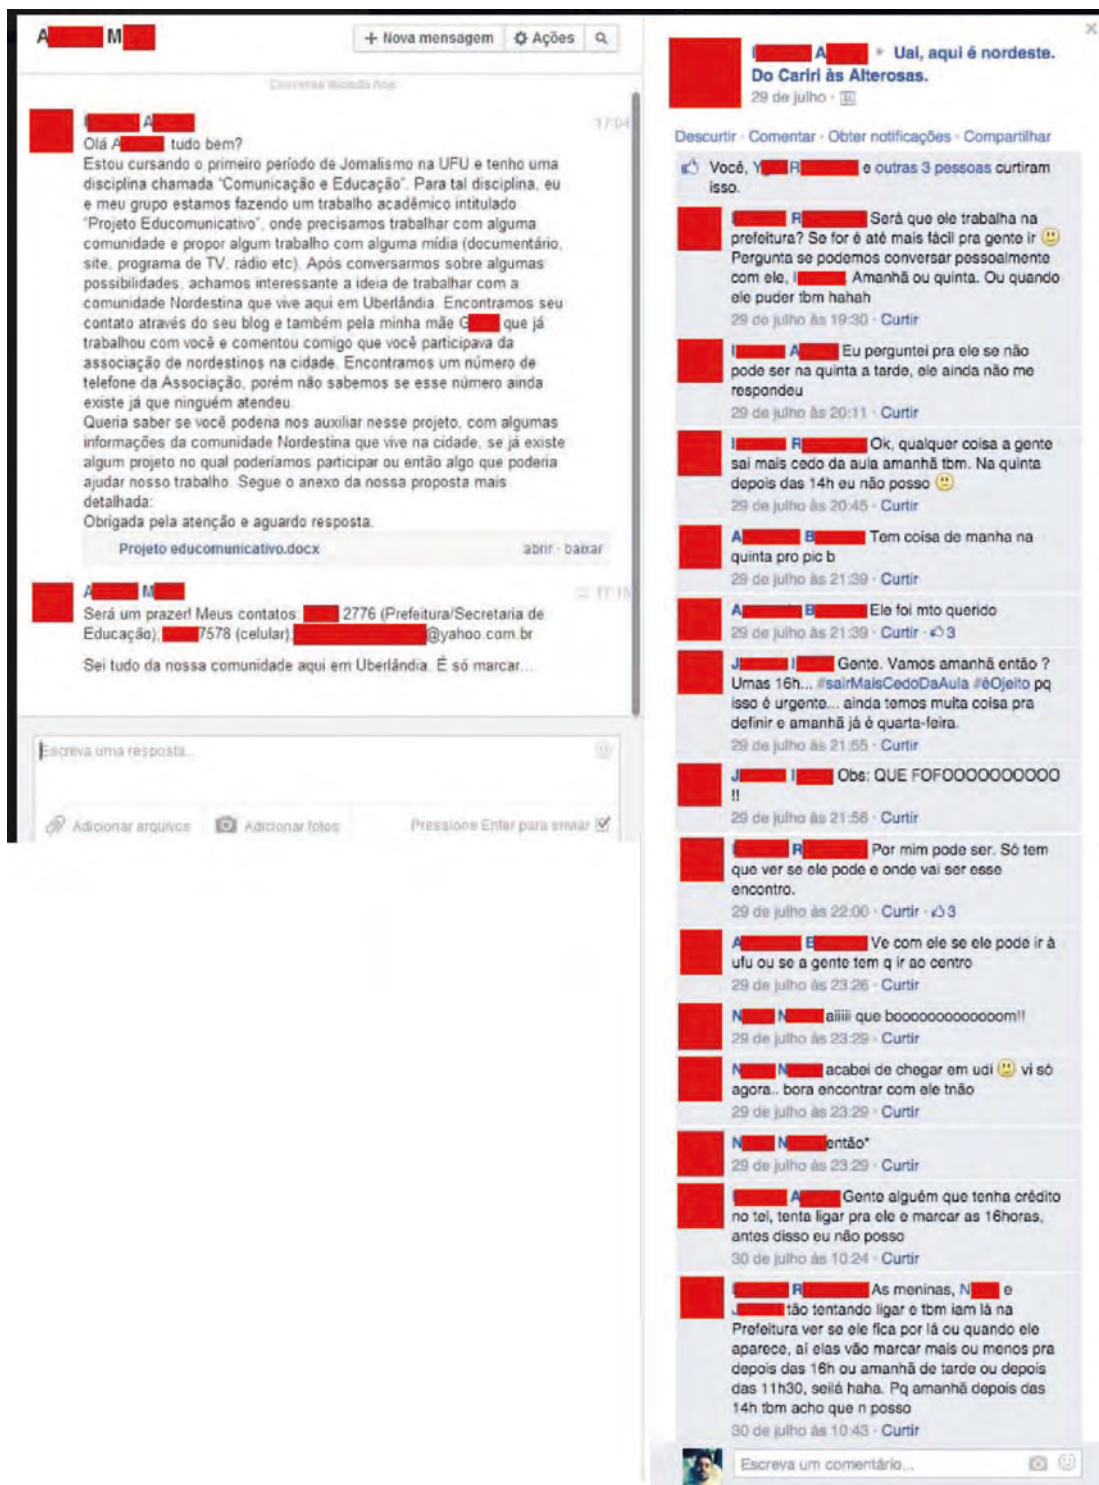 A M
+ Nova mensagem Ações
Conversa iniciada hoje
A 17:04
Olá A tudo bem?
Estou cursando o primeiro período de Jornalismo na UFU e tenho uma
disciplina chamada "Comunicação e Educação". Para tal disciplina, eu
e meu grupo estamos fazendo um trabalho acadêmico intitulado
"Projeto Educomunicativo", onde precisamos trabalhar com alguma
comunidade e propor algum trabalho com alguma mídia (documentário,
site, programa de TV, rádio etc). Após conversarmos sobre algumas
possibilidades, achamos interessante a ideia de trabalhar com a
comunidade Nordestina que vive aqui em Uberlândia. Encontramos seu
contato através do seu blog e também pela minha mãe G que já
trabalhou com você e comentou comigo que você participava da
associação de nordestinos na cidade. Encontramos um número de
telefone da Associação, porém não sabemos se esse número ainda
existe já que ninguém atendeu.
Queria saber se você poderia nos auxiliar nesse projeto, com algumas
informações da comunidade Nordestina que vive na cidade, se já existe
algum projeto no qual poderíamos participar ou então algo que poderia
ajudar nosso trabalho. Segue o anexo da nossa proposta mais
detalhada:
Obrigada pela atenção e aguardo resposta.
Projeto educomunicativo.docx abrir · baixar
A M
Será um prazer! Meus contatos: 2776 (Prefeitura/Secretaria de
Educação), 7578 (celular), @yahoo.com.br
Sei tudo da nossa comunidade aqui em Uberlândia. É só marcar...
Escreva uma resposta...
Adicionar arquivos Adicionar fotos Pressione Enter para enviar
I A Uai, aqui é nordeste.
Do Cariri às Alterosas.
29 de julho ·
Descurtir · Comentar · Obter notificações · Compartilhar
Você, Y R e outras 3 pessoas curtiram
isso.
I R Será que ele trabalha na
prefeitura? Se for é até mais fácil pra gente ir 🙂
Pergunta se podemos conversar pessoalmente
com ele, I. Amanhã ou quinta. Ou quando
ele puder tbm hahah
29 de julho às 19:30 · Curtir
I A Eu perguntei pra ele se não
pode ser na quinta a tarde, ele ainda não me
respondeu
29 de julho às 20:11 · Curtir
I R Ok, qualquer coisa a gente
sai mais cedo da aula amanhã tbm. Na quinta
depois das 14h eu não posso 🙁
29 de julho às 20:45 · Curtir
A B Tem coisa de manha na
quinta pro pic b
29 de julho às 21:39 · Curtir
A B Ele foi mto querido
29 de julho às 21:39 · Curtir · 3
J I Gente. Vamos amanhã então ?
Umas 16h... #sairMaisCedoDaAula #éOjeito pq
isso é urgente... ainda temos muita coisa pra
definir e amanhã já é quarta-feira.
29 de julho às 21:55 · Curtir
J I Obs: QUE FOFOOOOOOOOOO
!!
29 de julho às 21:56 · Curtir
I R Por mim pode ser. Só tem
que ver se ele pode e onde vai ser esse
encontro.
29 de julho às 22:00 · Curtir · 3
A B Ve com ele se ele pode ir à
ufu ou se a gente tem q ir ao centro
29 de julho às 23:26 · Curtir
N N aiiiii que booooooooooooom!!
29 de julho às 23:29 · Curtir
N N acabei de chegar em udi 🙂 vi só
agora.. bora encontrar com ele tnão
29 de julho às 23:29 · Curtir
N N então*
29 de julho às 23:29 · Curtir
I A Gente alguém que tenha crédito
no tel, tenta ligar pra ele e marcar as 16horas,
antes disso eu não posso
30 de julho às 10:24 · Curtir
I R As meninas, N e
J tão tentando ligar e tbm iam lá na
Prefeitura ver se ele fica por lá ou quando ele
aparece, aí elas vão marcar mais ou menos pra
depois das 16h ou amanhã de tarde ou depois
das 11h30, seilá haha. Pq amanhã depois das
14h tbm acho que n posso
30 de julho às 10:43 · Curtir
Escreva um comentário...